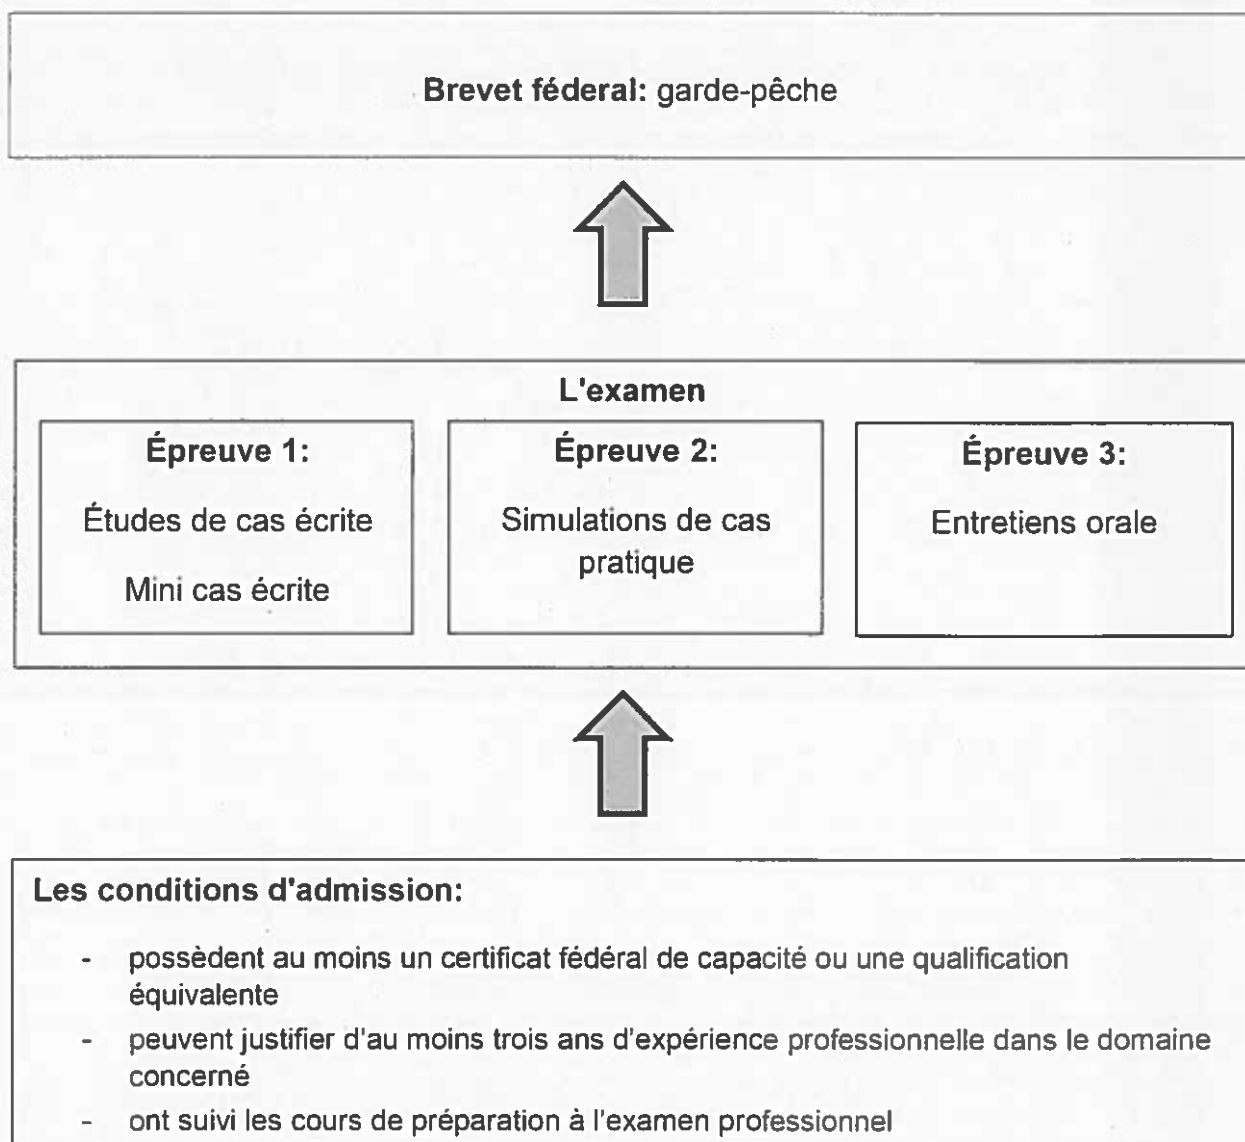 Brevet féderal: garde-pêche
L'examen
Épreuve 1:
Études de cas écrite
Mini cas écrite
Épreuve 2:
Simulations de cas
pratique
Épreuve 3:
Entretiens orale
Les conditions d'admission:
- possèdent au moins un certificat fédéral de capacité ou une qualification
équivalente
- peuvent justifier d'au moins trois ans d'expérience professionnelle dans le domaine
concerné
- ont suivi les cours de préparation à l'examen professionnel